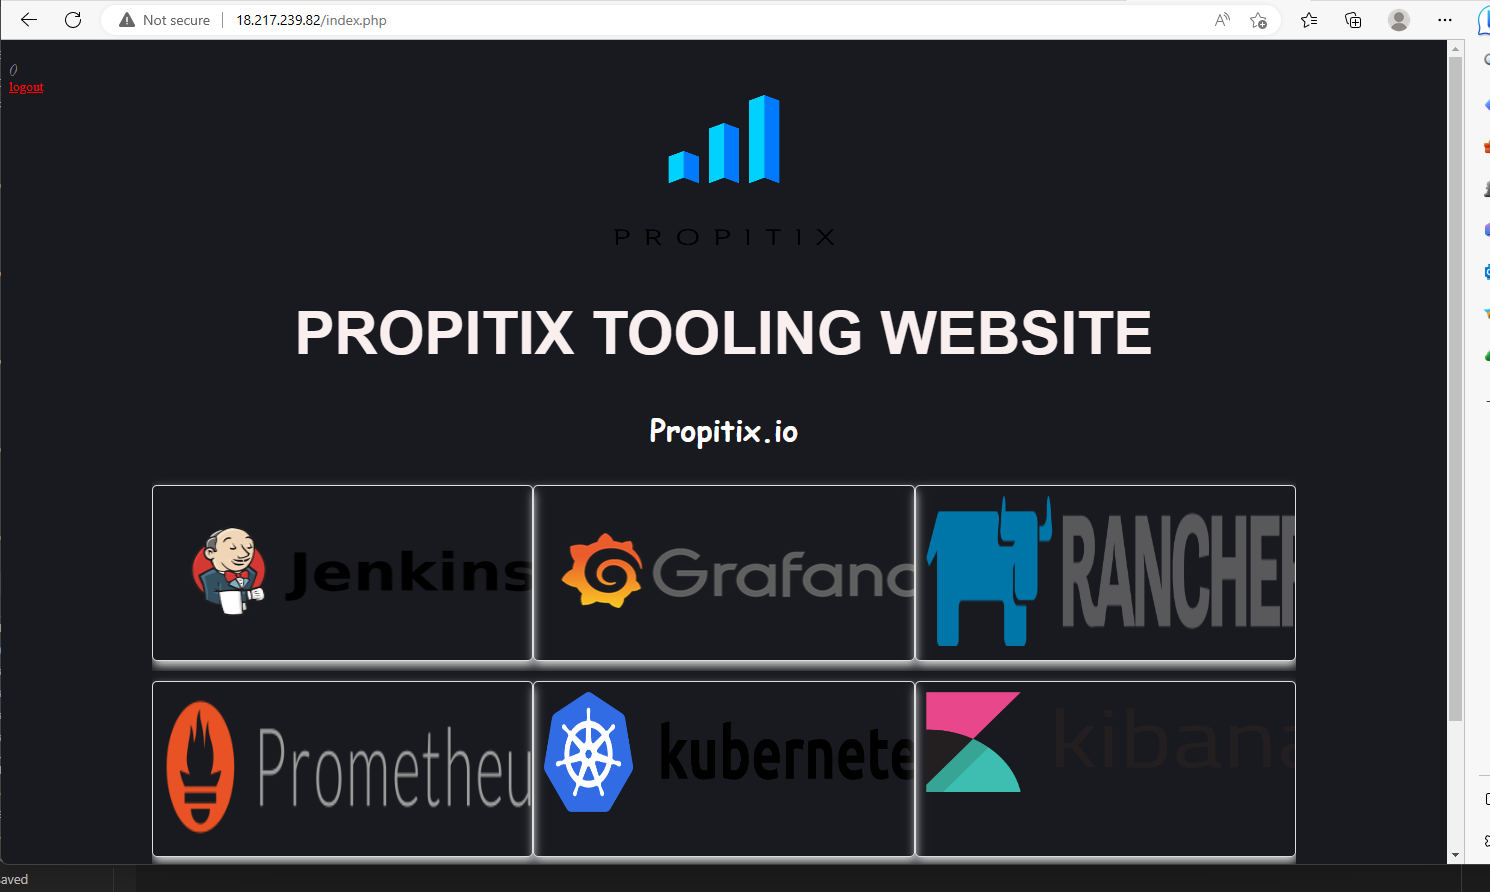 Not secure 18.217.239.82/index.php
()
logout
PROPITIX
PROPITIX TOOLING WEBSITE
Propitix.io
Jenkins Grafana RANCHER
Prometheu kubernete kibana
aved